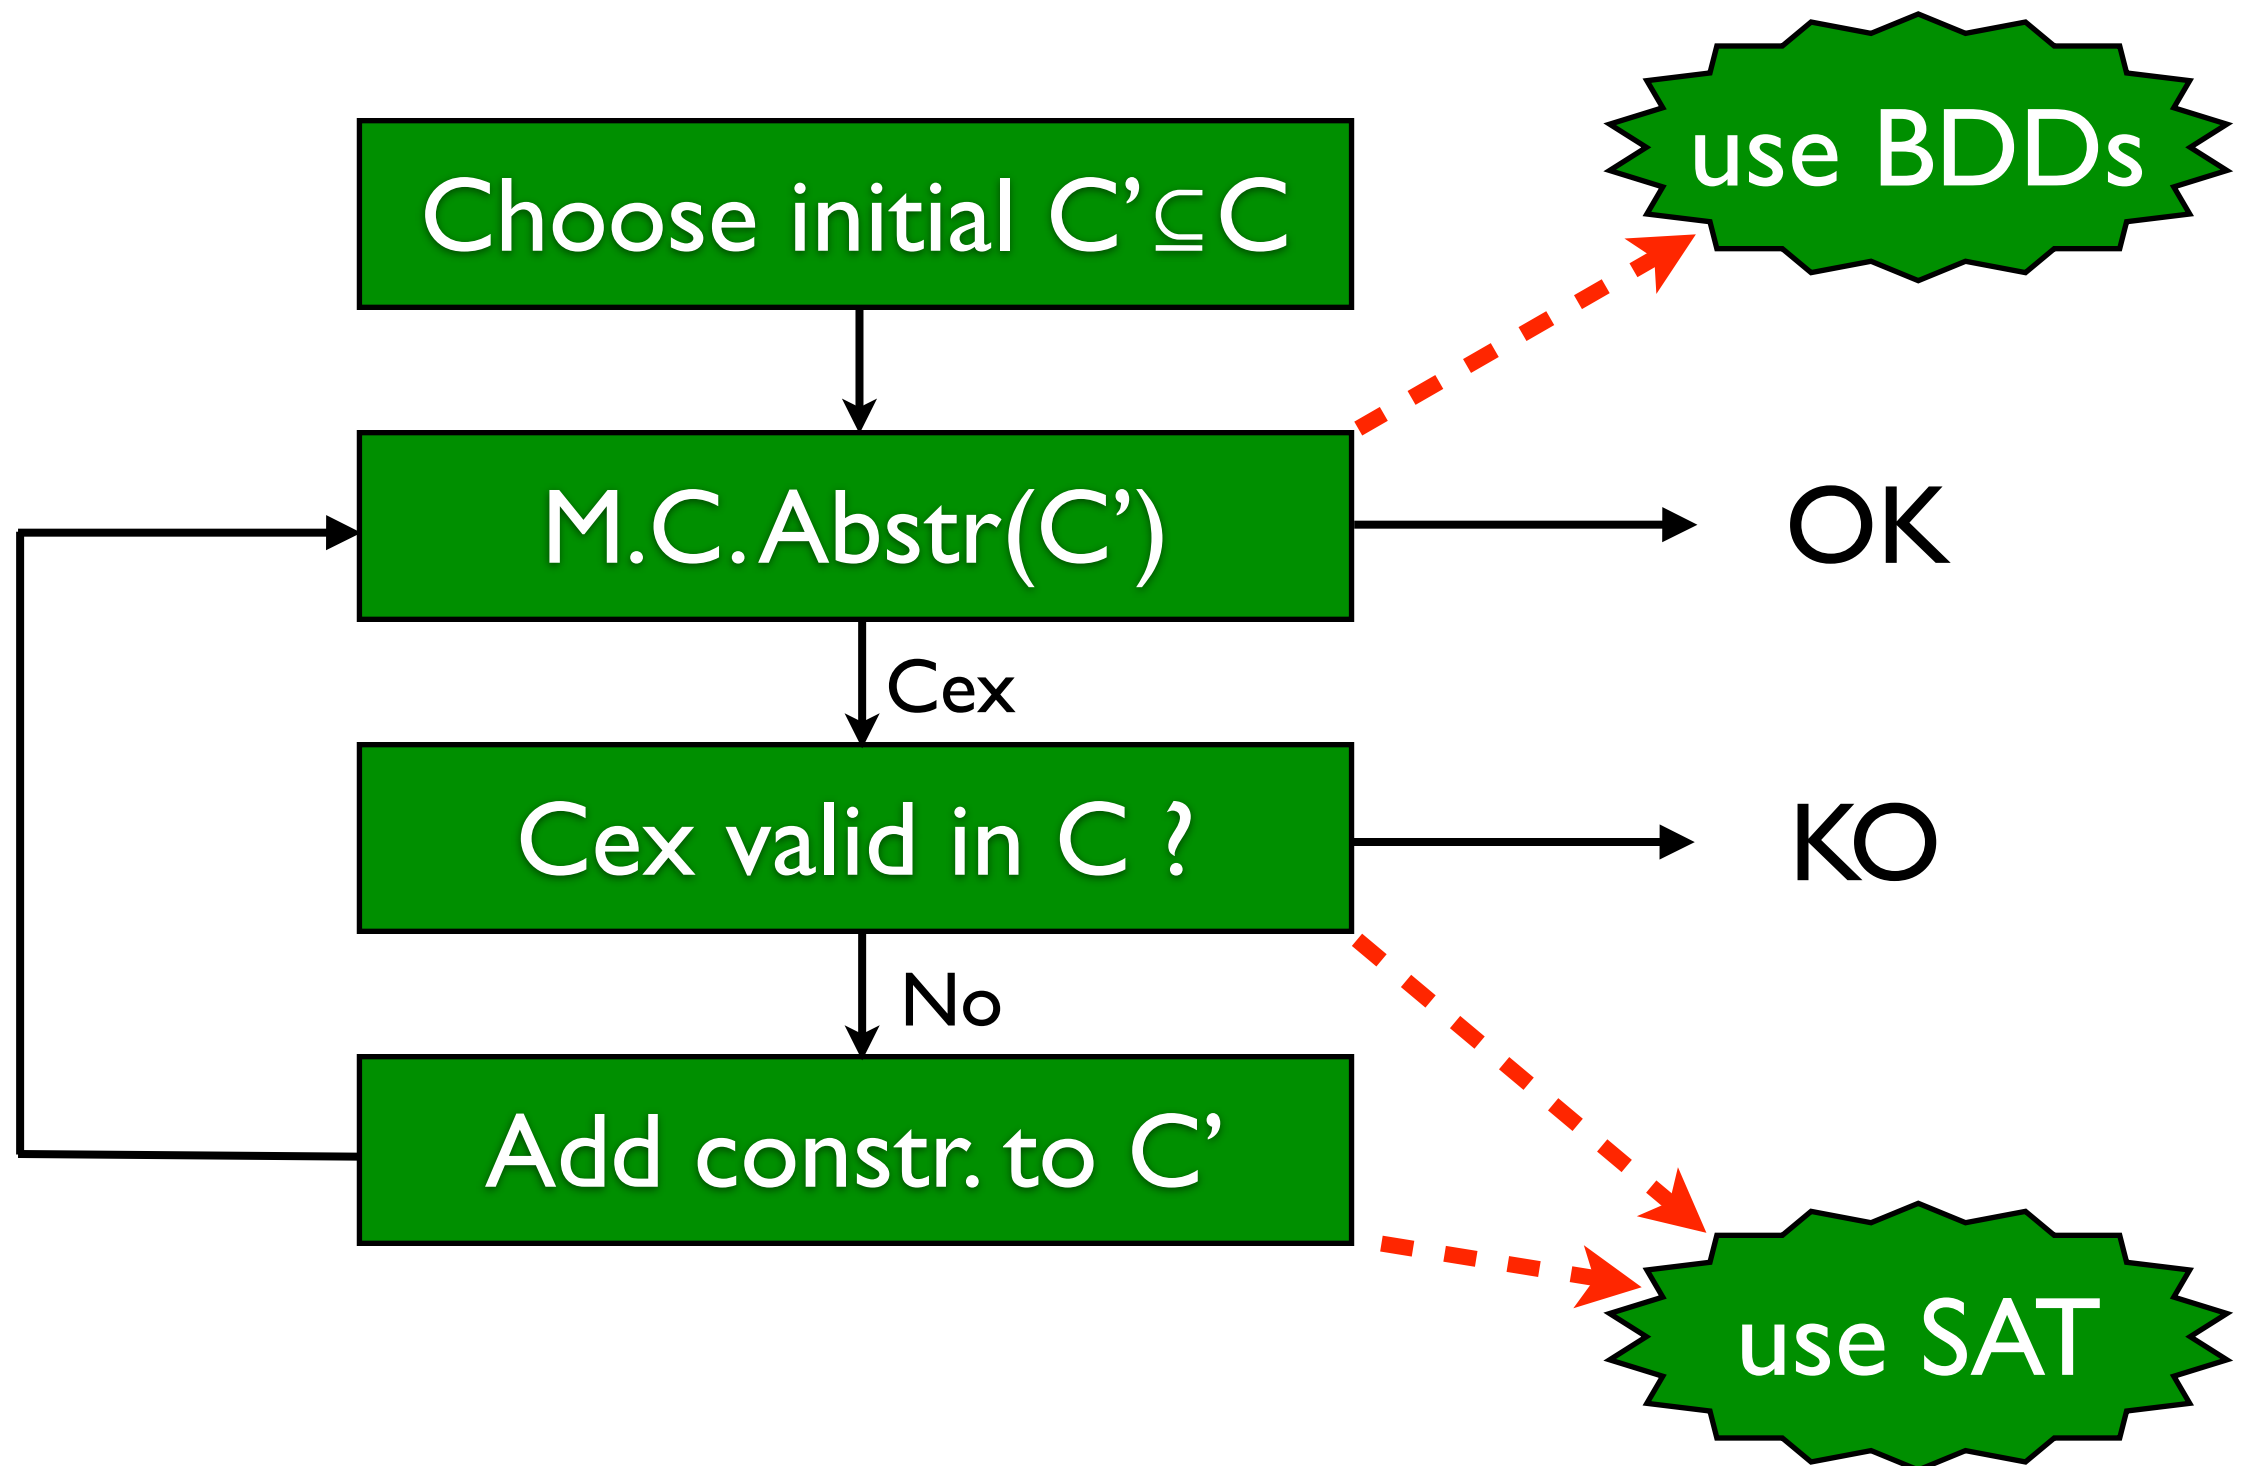 use BDDs
Choose initial C’⊆C
M.C. Abstr(C’)
OK
Cex
Cex valid in C ?
KO
No
Add constr. to C’
use SAT